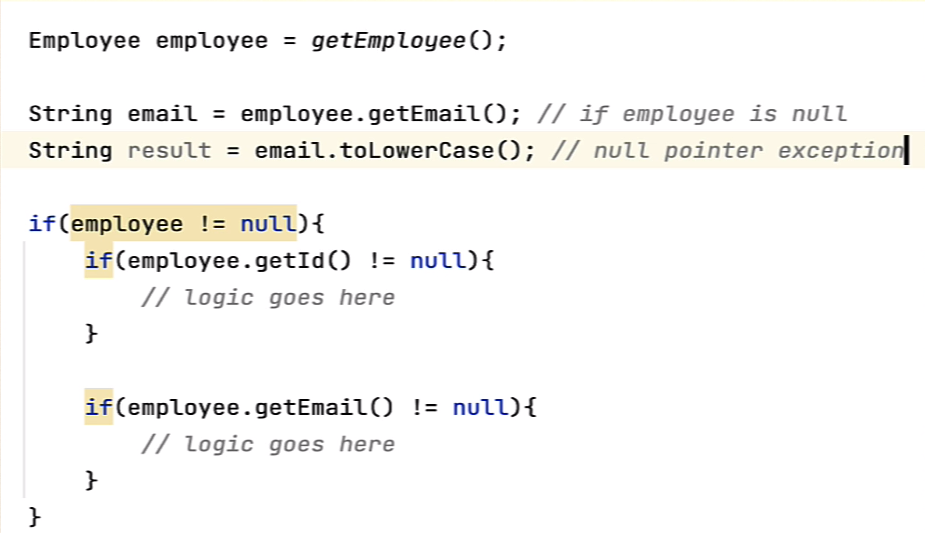 Employee employee = getEmployee();
String email = employee.getEmail(); // if employee is null
String result = email.toLowerCase(); // null pointer exception
if(employee != null){
if(employee.getId() != null){
// logic goes here
}
if(employee.getEmail() != null){
// logic goes here
}
}